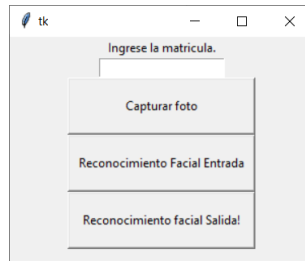 tk
Ingrese la matricula.
Capturar foto
Reconocimiento Facial Entrada
Reconocimiento facial Salida!